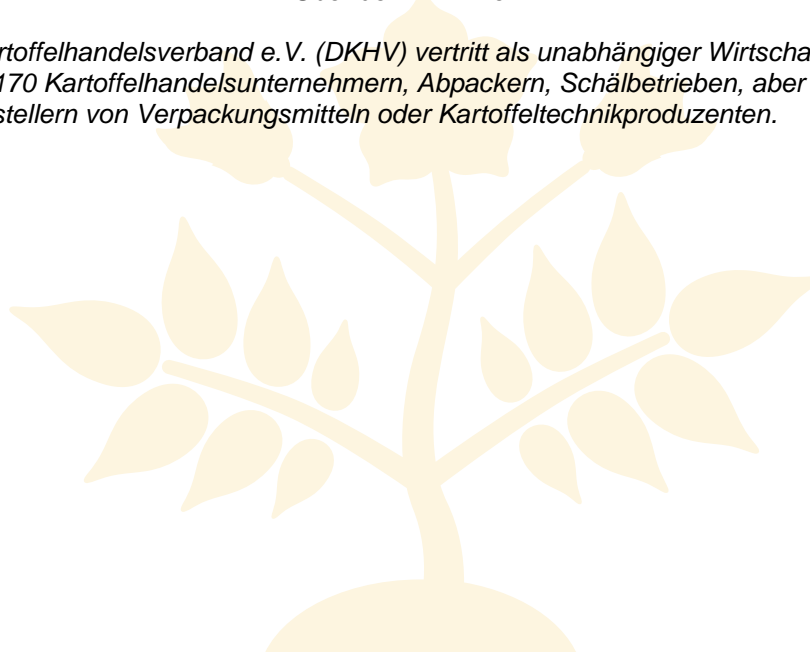 rtoffelhandelsverband e.V. (DKHV) vertritt als unabhängiger Wirtscha
170 Kartoffelhandelsunternehmern, Abpackern, Schälbetrieben, aber
stellern von Verpackungsmitteln oder Kartoffeltechnikproduzenten.